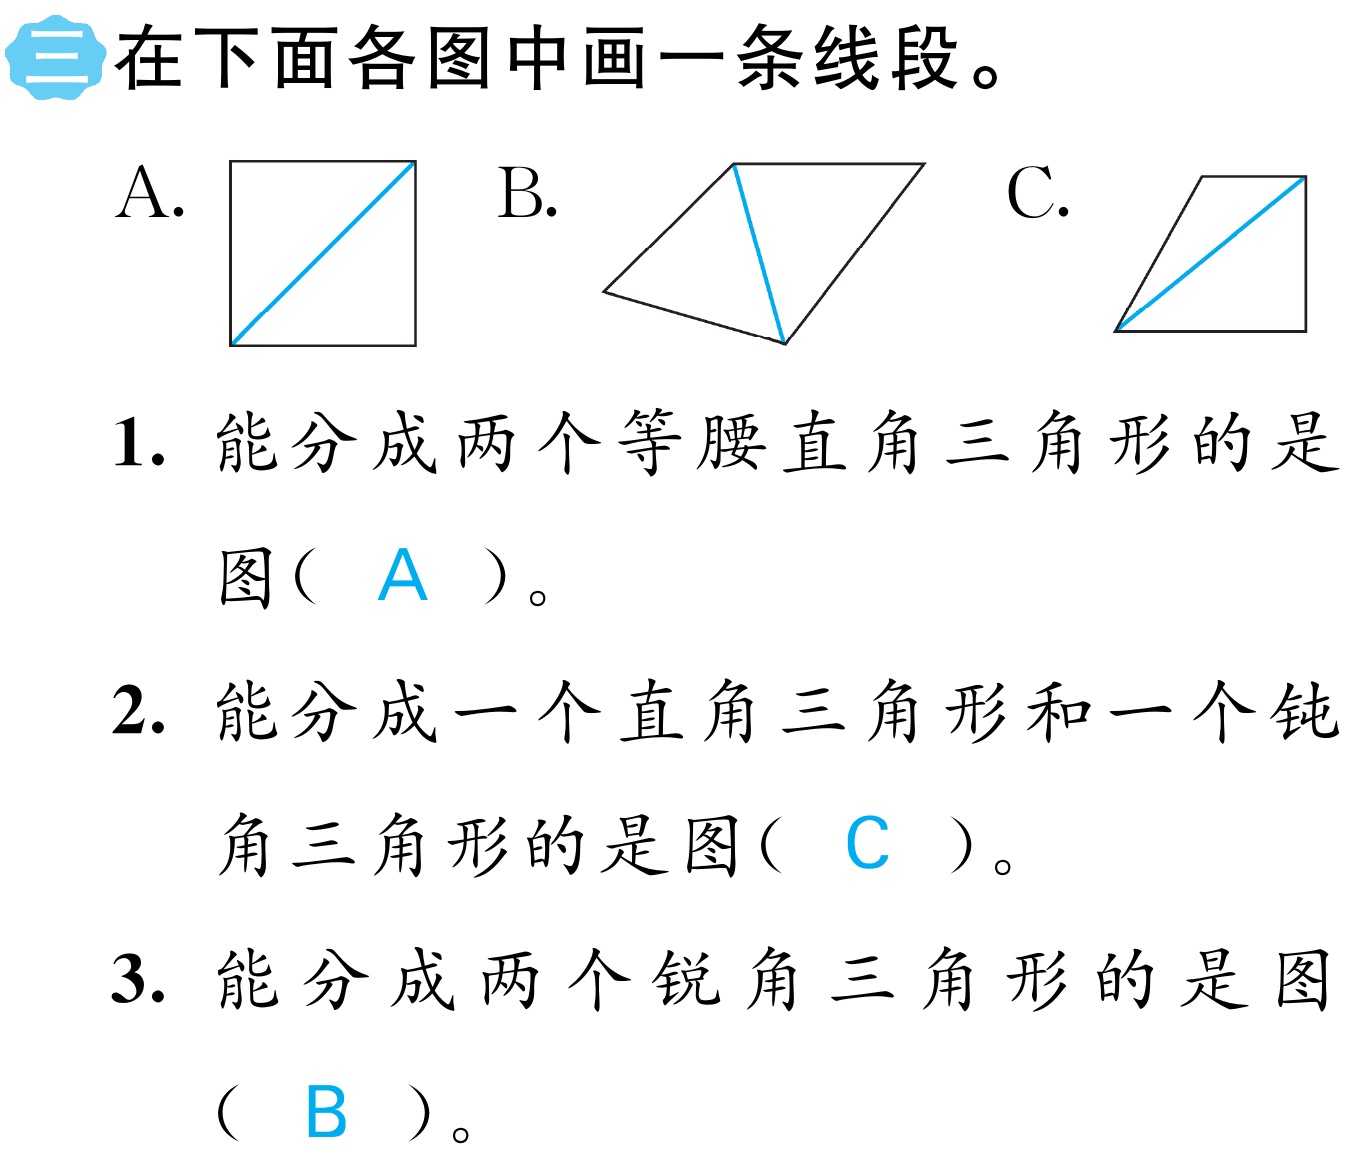 三 在下面各图中画一条线段。
A. B. C.
1. 能分成两个等腰直角三角形的是
图( A )。
2. 能分成一个直角三角形和一个钝
角三角形的是图( C )。
3. 能分成两个锐角三角形的是图
( B )。